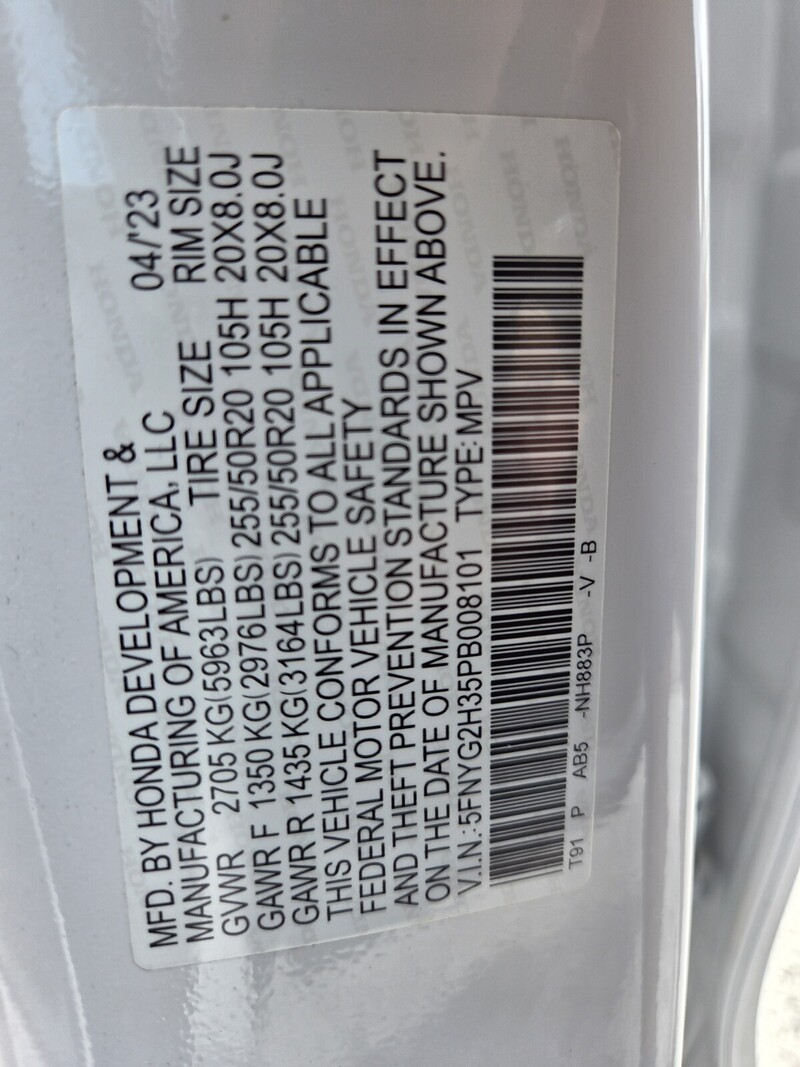 MFD. BY HONDA DEVELOPMENT & 04/'23
MANUFACTURING OF AMERICA, LLC
TIRE SIZE RIM SIZE
GVWR 2705 KG(5963LBS)
GAWR F 1350 KG(2976LBS) 255/50R20 105H 20X8.0J
GAWR R 1435 KG(3164LBS) 255/50R20 105H 20X8.0J
THIS VEHICLE CONFORMS TO ALL APPLICABLE
FEDERAL MOTOR VEHICLE SAFETY
AND THEFT PREVENTION STANDARDS IN EFFECT
ON THE DATE OF MANUFACTURE SHOWN ABOVE.
V.I.N.:5FNYG2H35PB008101 TYPE:MPV
T91 P AB5 -NH883P -V -B